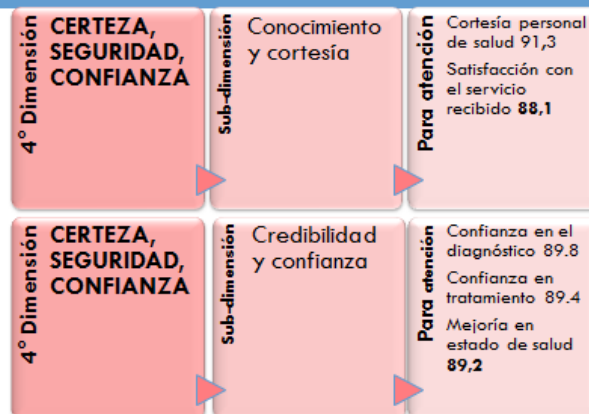 4° Dimensión
CERTEZA,
SEGURIDAD,
CONFIANZA
Sub-dimensión
Conocimiento
y cortesía
Para atención
Cortesía personal
de salud 91,3
Satisfacción con
el servicio
recibido 88,1
4° Dimensión
CERTEZA,
SEGURIDAD,
CONFIANZA
Sub-dimensión
Credibilidad
y confianza
Para atención
Confianza en el
diagnóstico 89.8
Confianza en
tratamiento 89.4
Mejoría en
estado de salud
89,2